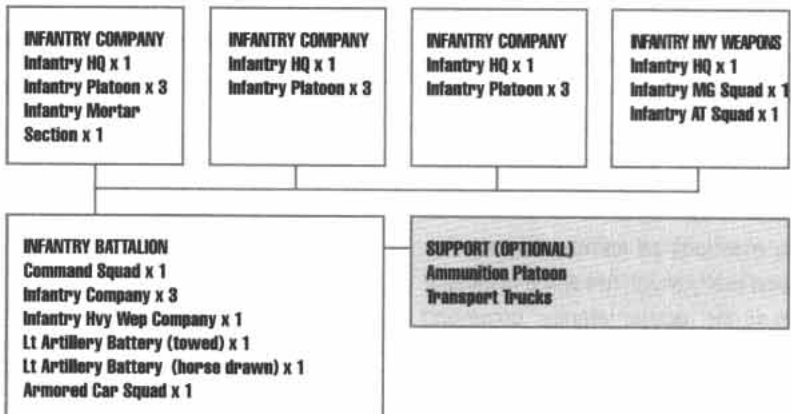 INFANTRY COMPANY
Infantry HQ x 1
Infantry Platoon x 3
Infantry Mortar
Section x 1
INFANTRY COMPANY
Infantry HQ x 1
Infantry Platoon x 3
INFANTRY COMPANY
Infantry HQ x 1
Infantry Platoon x 3
INFANTRY HVY WEAPONS
Infantry HQ x 1
Infantry MG Squad x 1
Infantry AT Squad x 1
INFANTRY BATTALION
Command Squad x 1
Infantry Company x 3
Infantry Hvy Wep Company x 1
Lt Artillery Battery (towed) x 1
Lt Artillery Battery (horse drawn) x 1
Armored Car Squad x 1
SUPPORT (OPTIONAL)
Ammunition Platoon
Transport Trucks